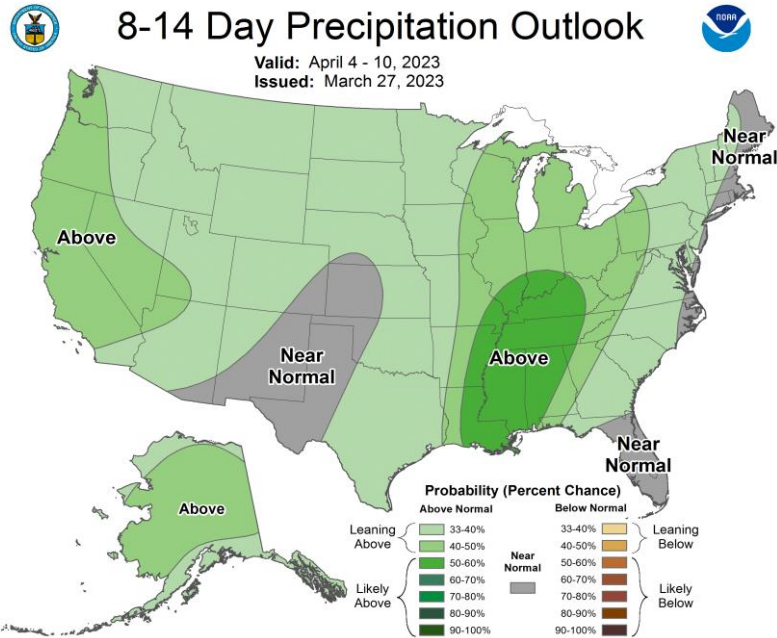 8-14 Day Precipitation Outlook
NOAA
Valid: April 4 - 10, 2023
Issued: March 27, 2023
Near
Normal
Above
Near
Normal
Above
Near
Normal
Above
Probability (Percent Chance)
Above Normal
Below Normal
Leaning
Above
33-40%
40-50%
Likely
Above
50-60%
60-70%
70-80%
80-90%
90-100%
Near
Normal
33-40%
40-50%
Leaning
Below
50-60%
60-70%
70-80%
80-90%
90-100%
Likely
Below